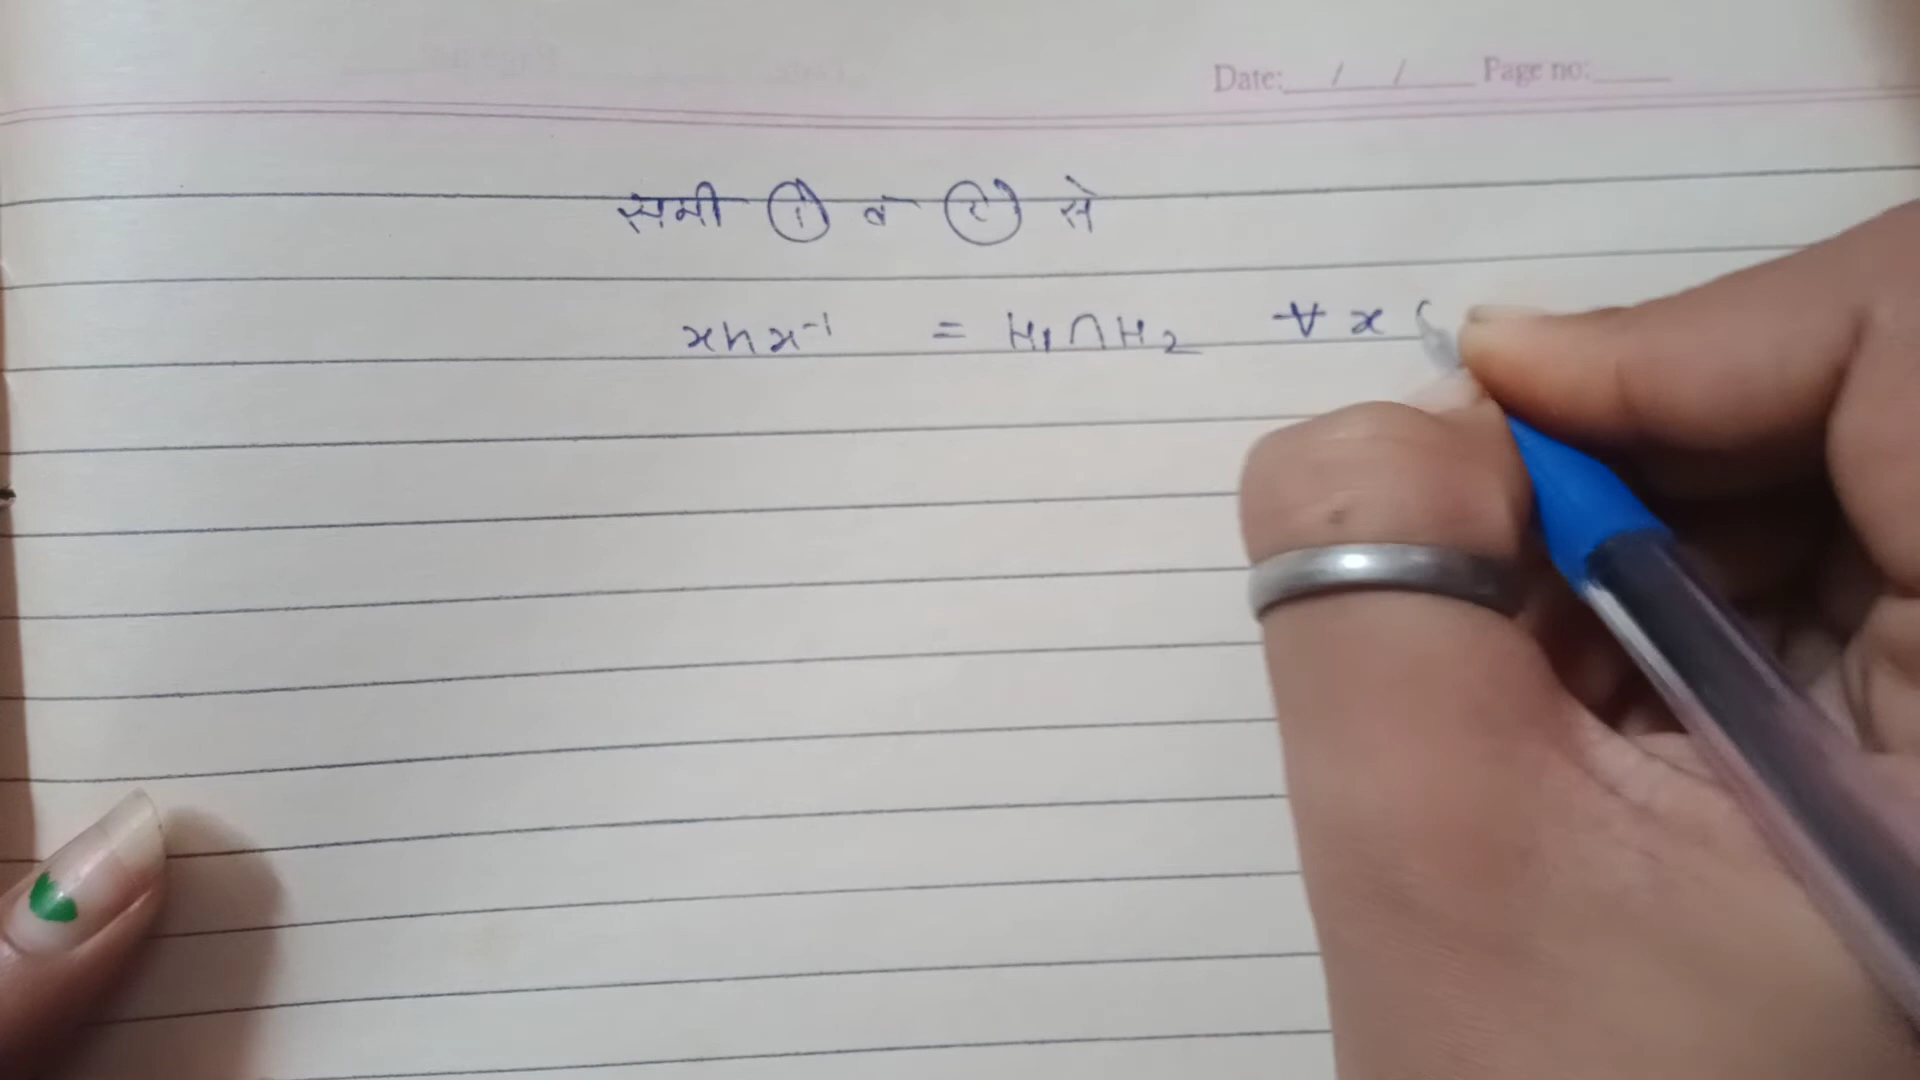 Date: / / Page no:
समी ① व ② से
xhx⁻¹ = H₁∩H₂ ∀ x